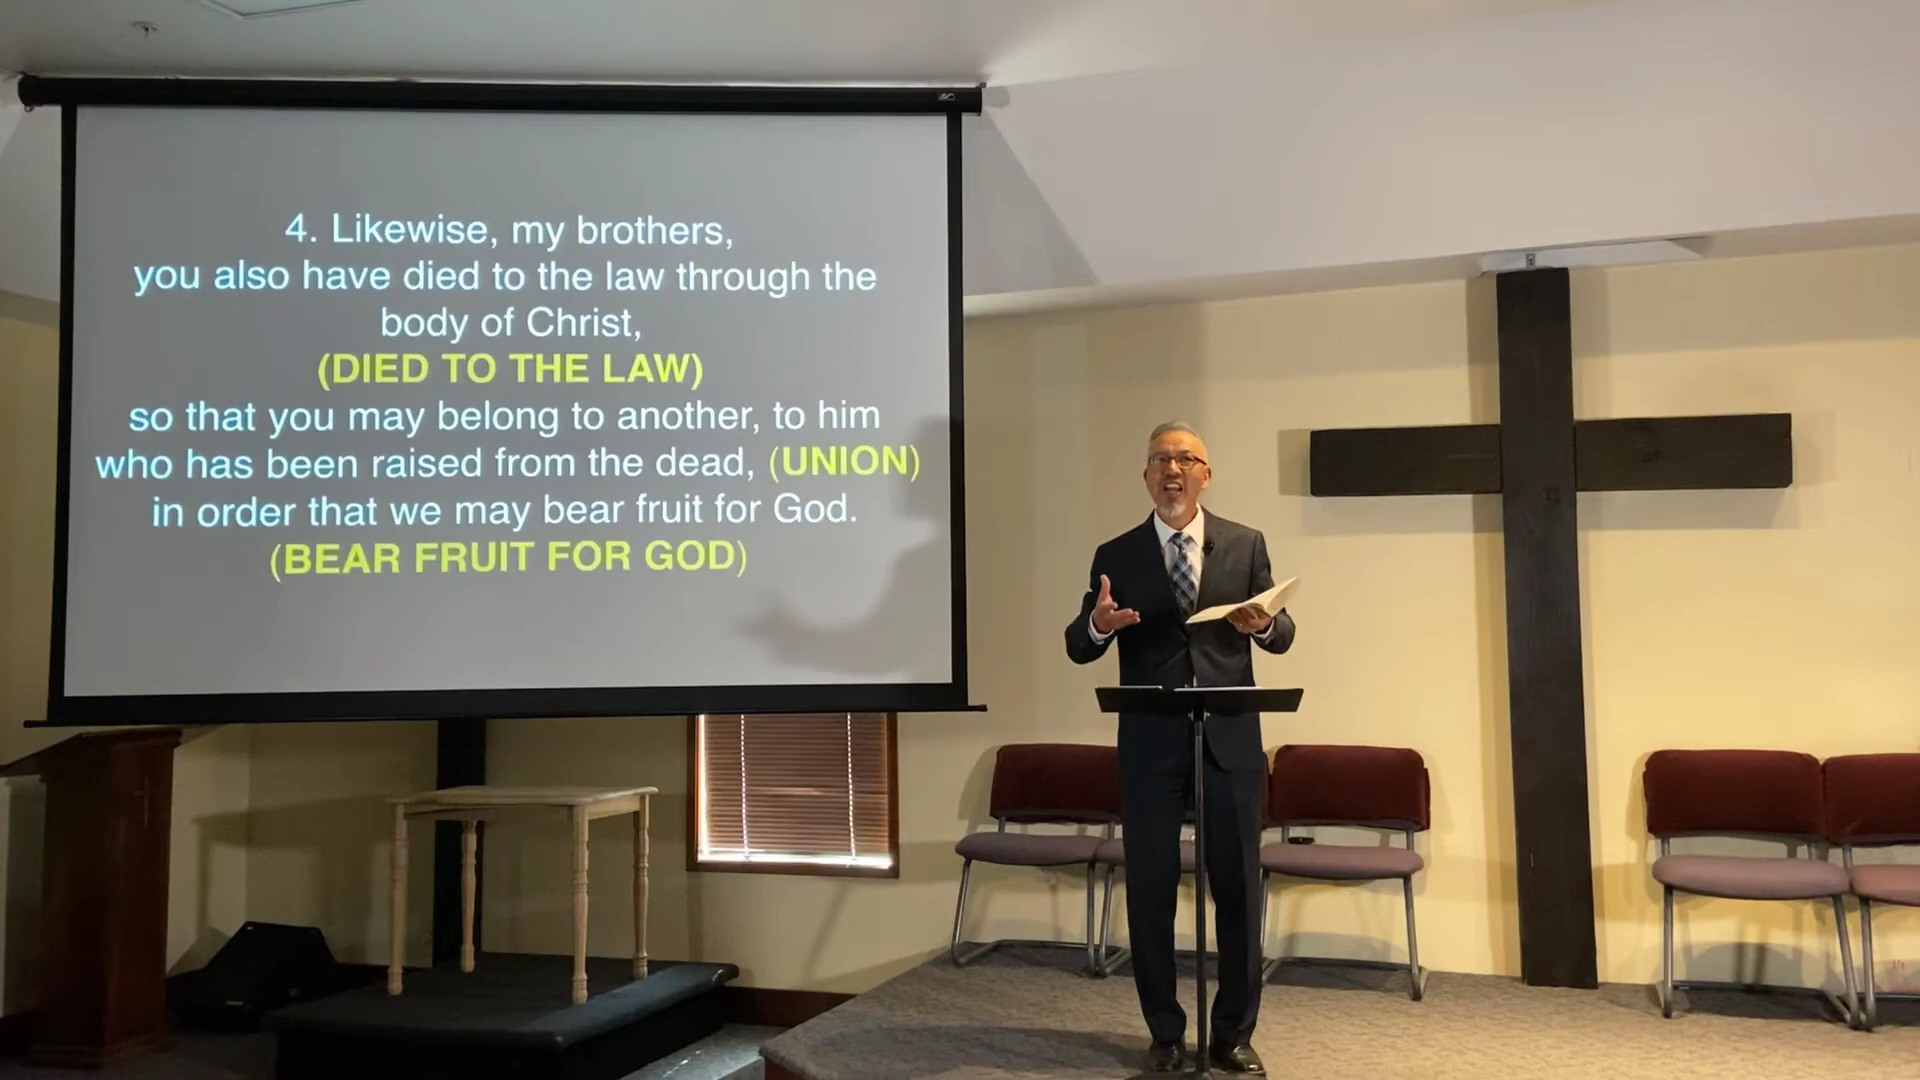 4. Likewise, my brothers,
you also have died to the law through the
body of Christ,
(DIED TO THE LAW)
so that you may belong to another, to him
who has been raised from the dead, (UNION)
in order that we may bear fruit for God.
(BEAR FRUIT FOR GOD)